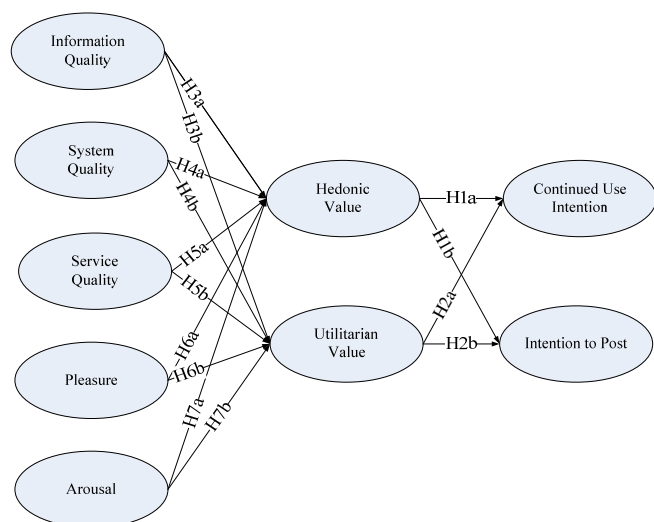 Information
Quality
System
Quality
Service
Quality
Pleasure
Arousal
H3a
H3b
H4a
H4b
H5a
H5b
H6a
H6b
H7a
H7b
Hedonic
Value
Utilitarian
Value
H1a
H1b
H2a
H2b
Continued Use
Intention
Intention to Post